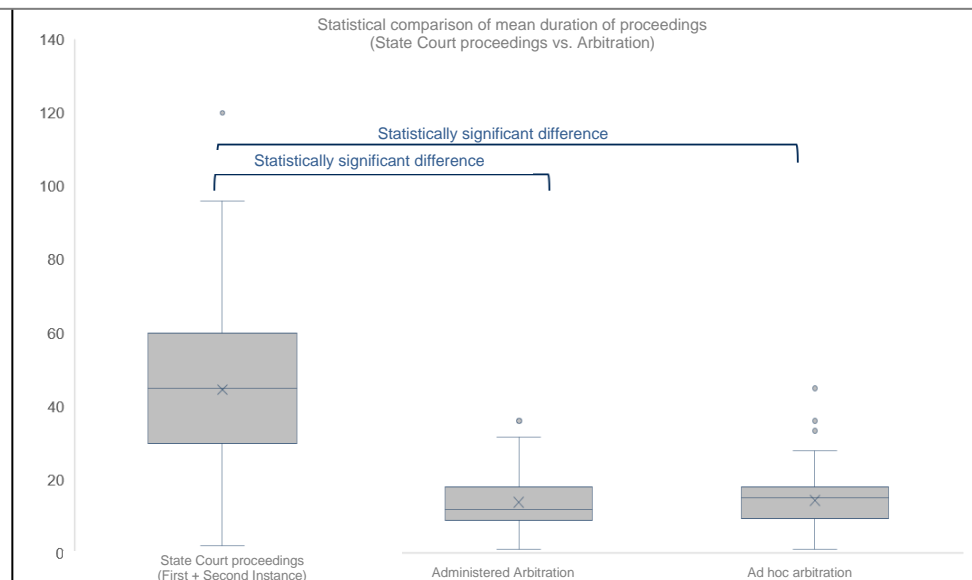 Statistical comparison of mean duration of proceedings
(State Court proceedings vs. Arbitration)
140
120
Statistically significant difference
Statistically significant difference
100
80
60
40
20
0
State Court proceedings
(First + Second Instance)
Administered Arbitration
Ad hoc arbitration